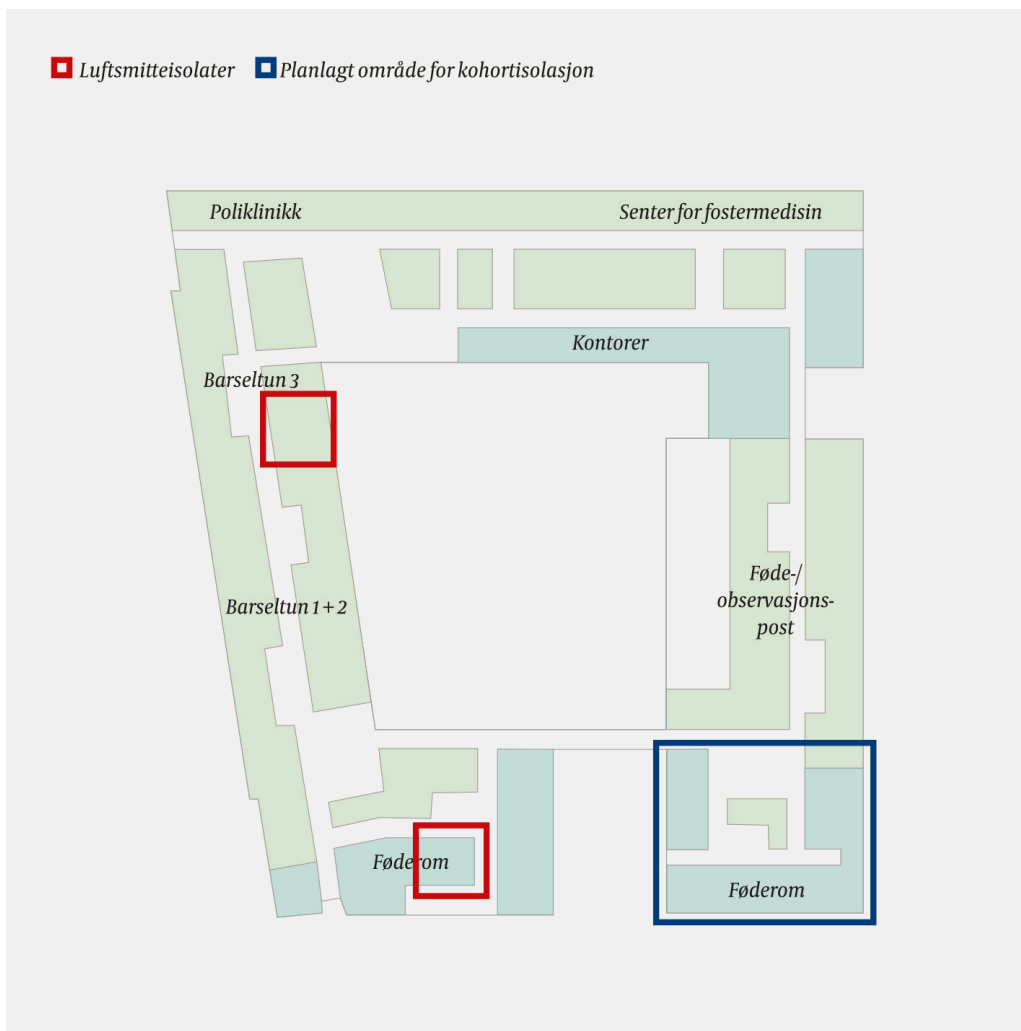 Luftsmitteisolater
Planlagt område for kohortisolasjon
Poliklinikk
Senter for fostermedisin
Kontorer
Barseltun 3
Føde-/
observasjons-
post
Barseltun 1 + 2
Føderom
Føderom